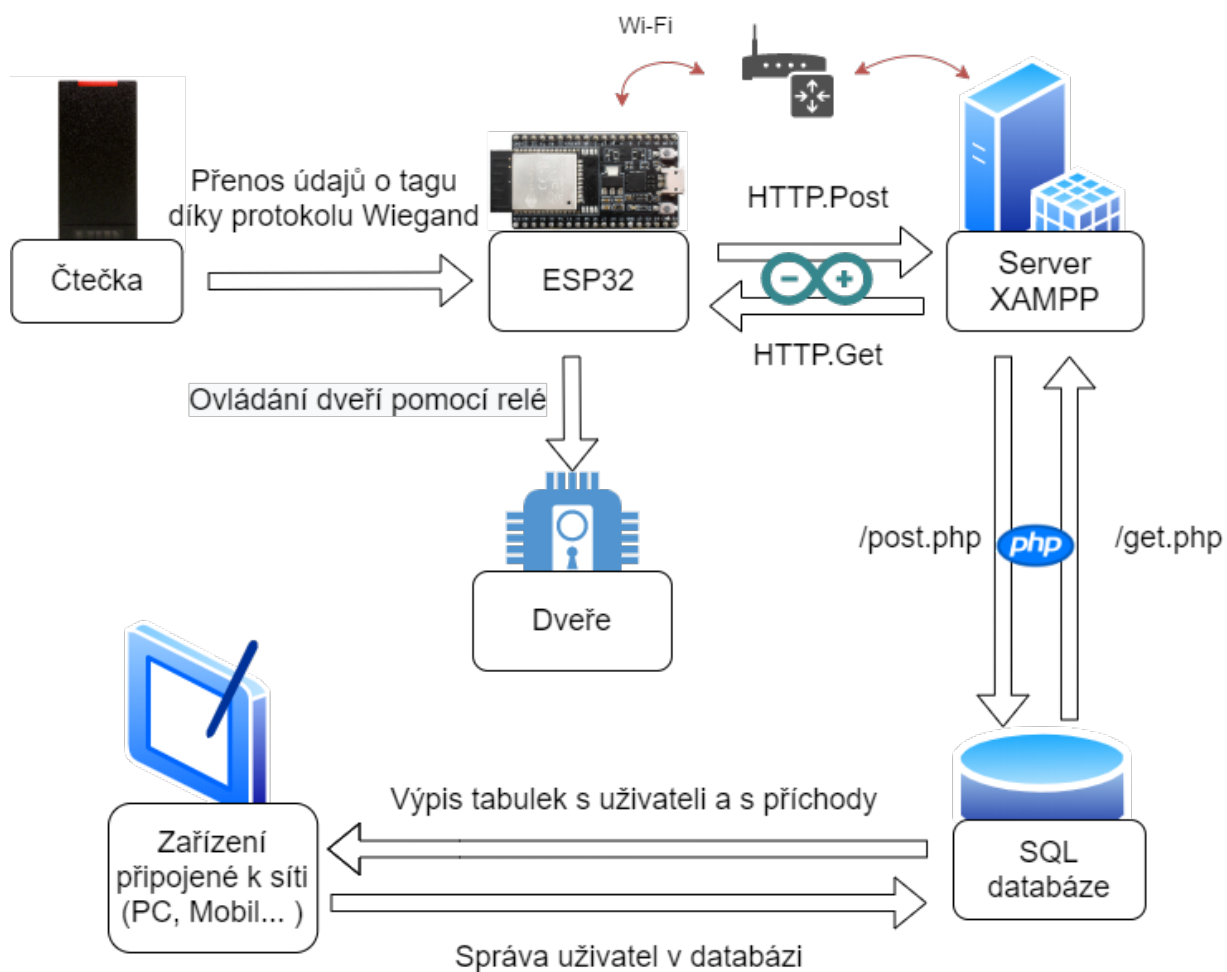 Wi-Fi
Přenos údajů o tagu
díky protokolu Wiegand
Čtečka
ESP32
HTTP.Post
HTTP.Get
Server
XAMPP
Ovládání dveří pomocí relé
/post.php
php
/get.php
Dveře
Výpis tabulek s uživateli a s příchody
Zařízení
připojené k síti
(PC, Mobil... )
SQL
databáze
Správa uživatel v databázi